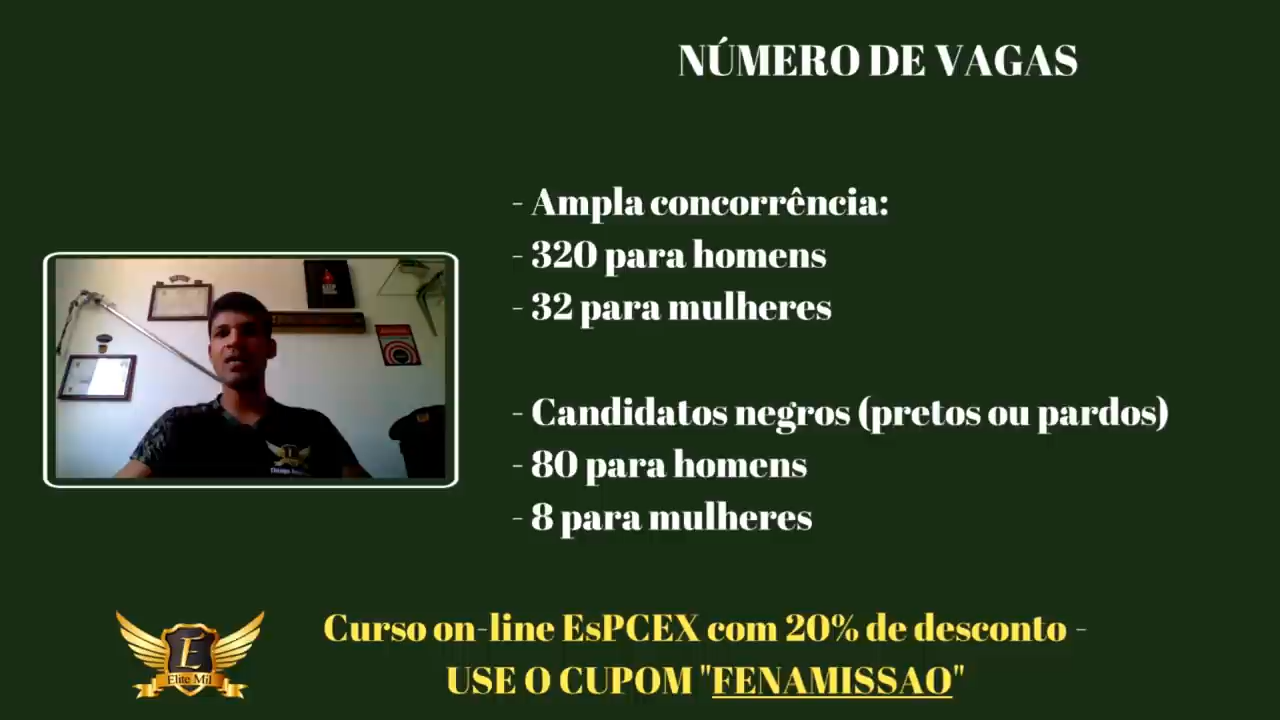 NÚMERO DE VAGAS
- Ampla concorrência:
- 320 para homens
- 32 para mulheres
- Candidatos negros (pretos ou pardos)
- 80 para homens
- 8 para mulheres
Curso on-line EsPCEX com 20% de desconto -
USE O CUPOM "FENAMISSAO"
E
Elite Mil